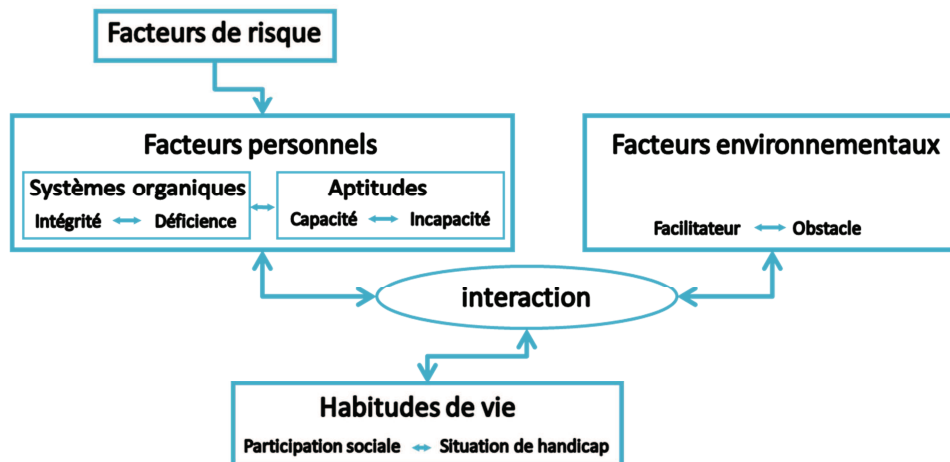 Facteurs de risque
Facteurs personnels
Systèmes organiques
Intégrité Déficience
Aptitudes
Capacité Incapacité
Facteurs environnementaux
Facilitateur Obstacle
interaction
Habitudes de vie
Participation sociale Situation de handicap